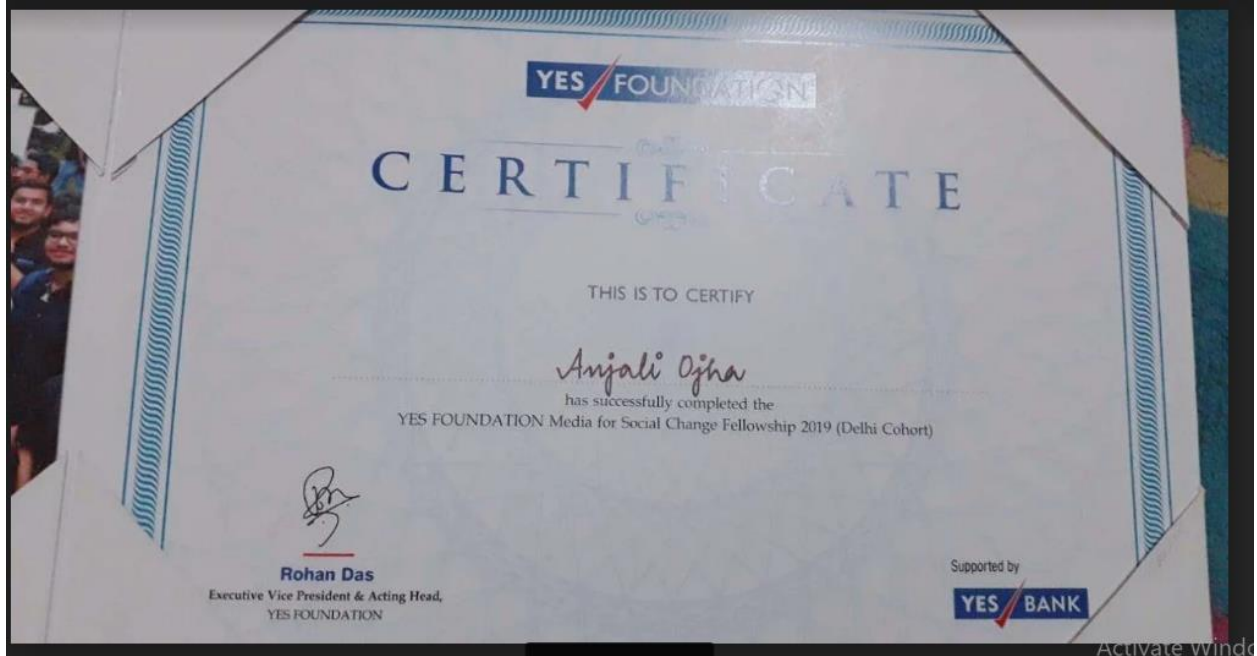 YES FOUNDATION
CERTIFICATE
THIS IS TO CERTIFY
Anjali Ojha
has successfully completed the
YES FOUNDATION Media for Social Change Fellowship 2019 (Delhi Cohort)
Rohan Das
Executive Vice President & Acting Head,
YES FOUNDATION
Supported by
YES BANK
Activate Windo